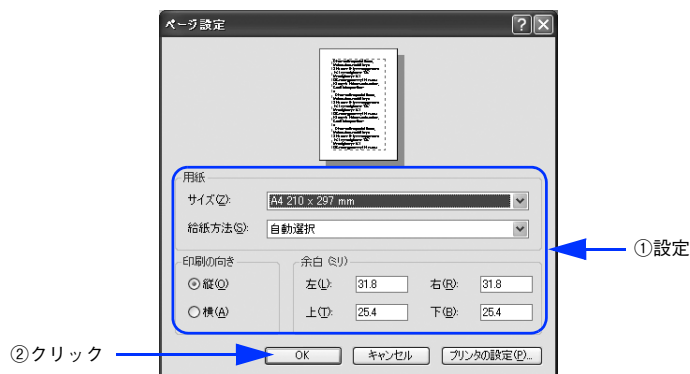 ページ設定
用紙
サイズ(Z):
A4 210 x 297 mm
給紙方法(S):
自動選択
①設定
印刷の向き
縦(O)
横(A)
余白 (ミリ)
左(L): 31.8 右(R): 31.8
上(T): 25.4 下(B): 25.4
②クリック
OK キャンセル プリンタの設定(P)...